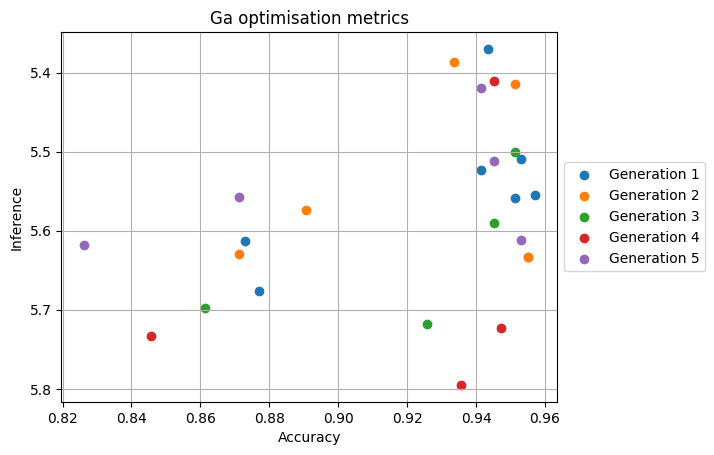 Ga optimisation metrics
Inference
5.4
5.5
5.6
5.7
5.8
0.82 0.84 0.86 0.88 0.90 0.92 0.94 0.96
Accuracy
Generation 1
Generation 2
Generation 3
Generation 4
Generation 5